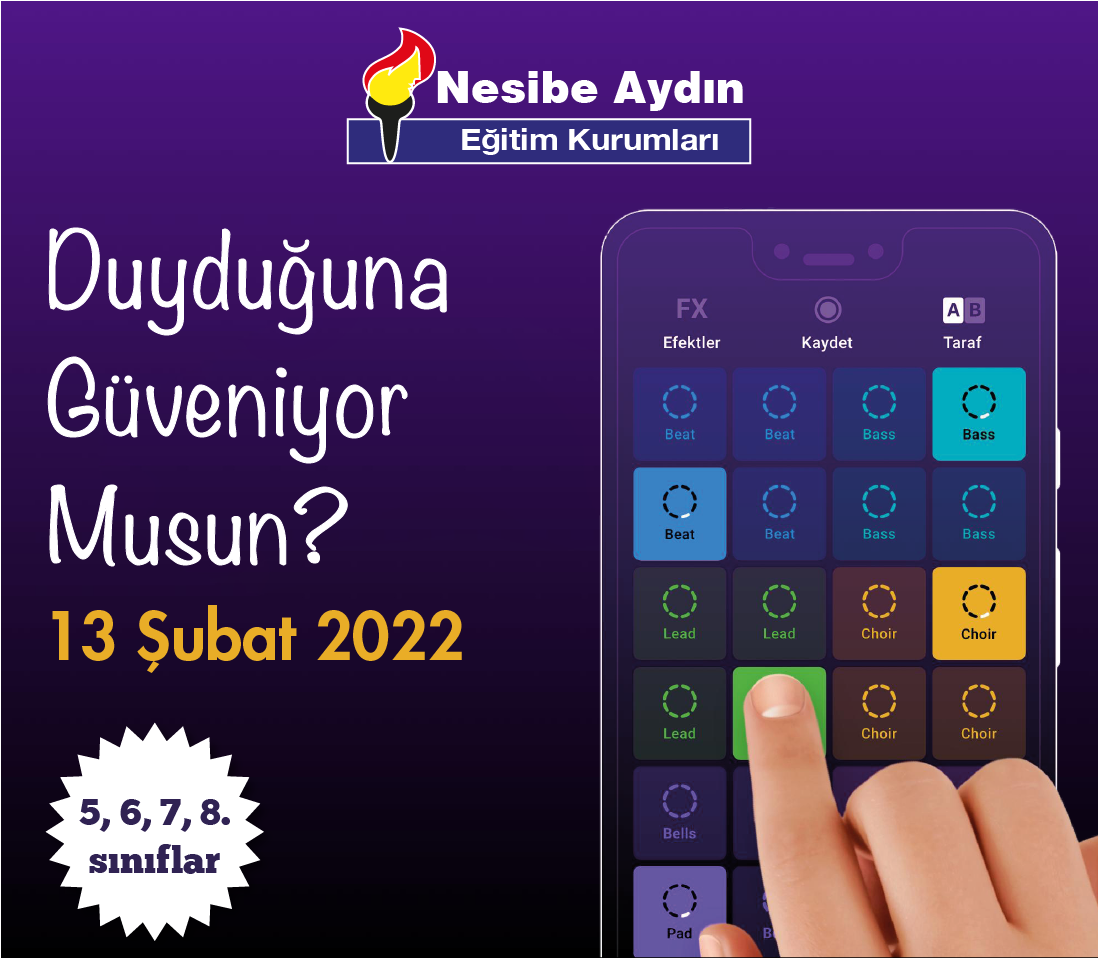 Nesibe Aydın
Eğitim Kurumları
Duyduğuna
Güveniyor
Musun?
13 Şubat 2022
5, 6, 7, 8.
sınıflar
FX
A B
Efektler Kaydet Taraf
Beat Beat Bass Bass
Beat Beat Bass Bass
Lead Lead Choir Choir
Lead Choir Choir
Bells
Pad